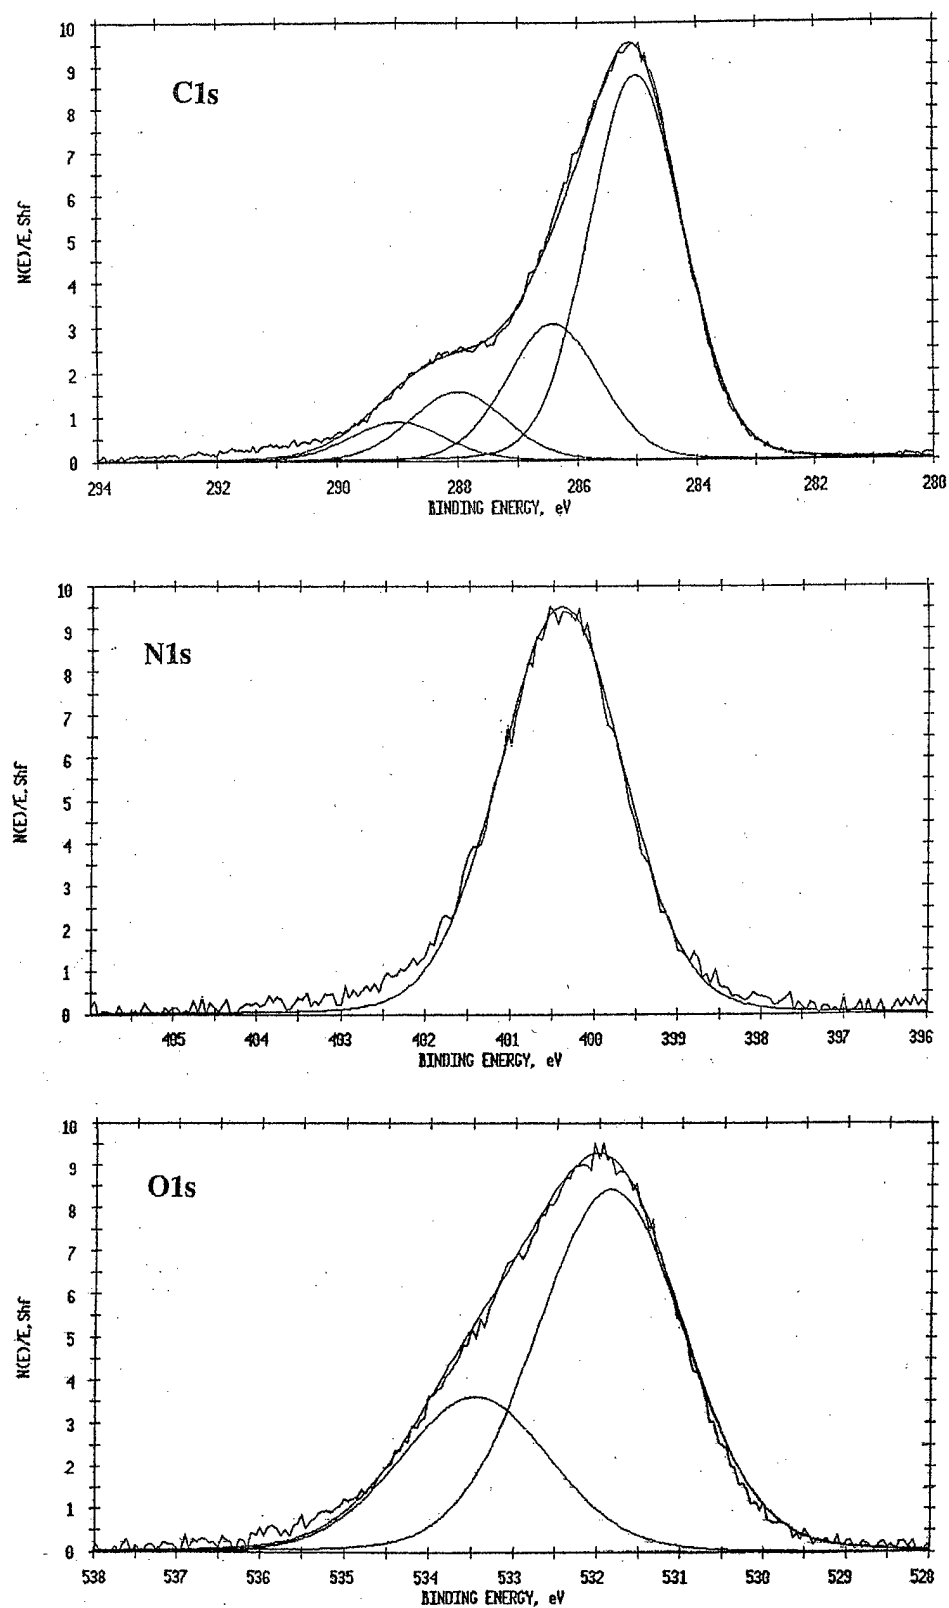 10
9
8
7
6
5
4
3
2
1
0
C1s
N(E)/E,Shf
294 292 290 288 286 284 282 280
BINDING ENERGY, eV
10
9
8
7
6
5
4
3
2
1
0
N1s
N(E)/E,Shf
405 404 403 402 401 400 399 398 397 396
BINDING ENERGY, eV
10
9
8
7
6
5
4
3
2
1
0
O1s
N(E)/E,Shf
538 537 536 535 534 533 532 531 530 529 528
BINDING ENERGY, eV